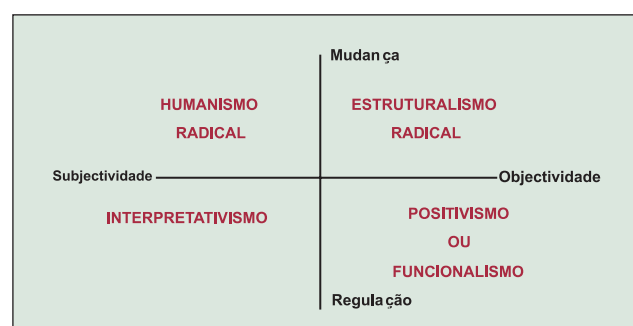 Mudança
HUMANISMO
RADICAL
ESTRUTURALISMO
RADICAL
Subjectividade
Objectividade
INTERPRETATIVISMO
POSITIVISMO
OU
FUNCIONALISMO
Regulação